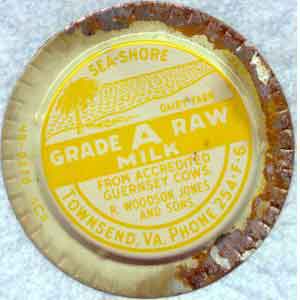 SEA-SHORE
DAIRY FARM
GRADE A RAW
MILK
FROM ACCREDITED
GUERNSEY COWS.
R. WOODSON JONES
AND SONS.
TOWNSEND, VA. PHONE 254-F-6